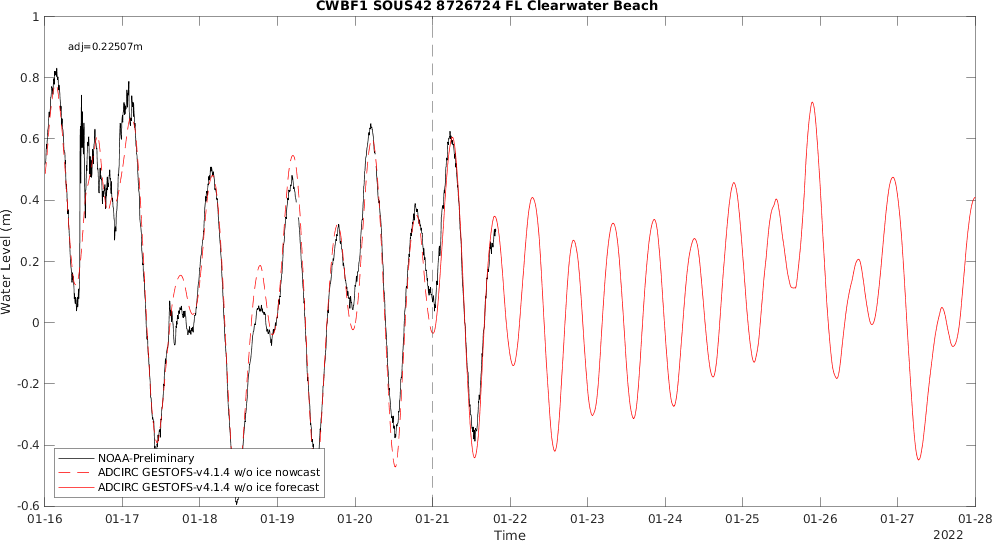 CWBF1 SOUS42 8726724 FL Clearwater Beach
adj=0.22507m
Water Level (m)
1
0.8
0.6
0.4
0.2
0
-0.2
-0.4
-0.6
NOAA-Preliminary
ADCIRC GESTOFS-v4.1.4 w/o ice nowcast
ADCIRC GESTOFS-v4.1.4 w/o ice forecast
01-16 01-17 01-18 01-19 01-20 01-21 01-22 01-23 01-24 01-25 01-26 01-27 01-28
Time
2022